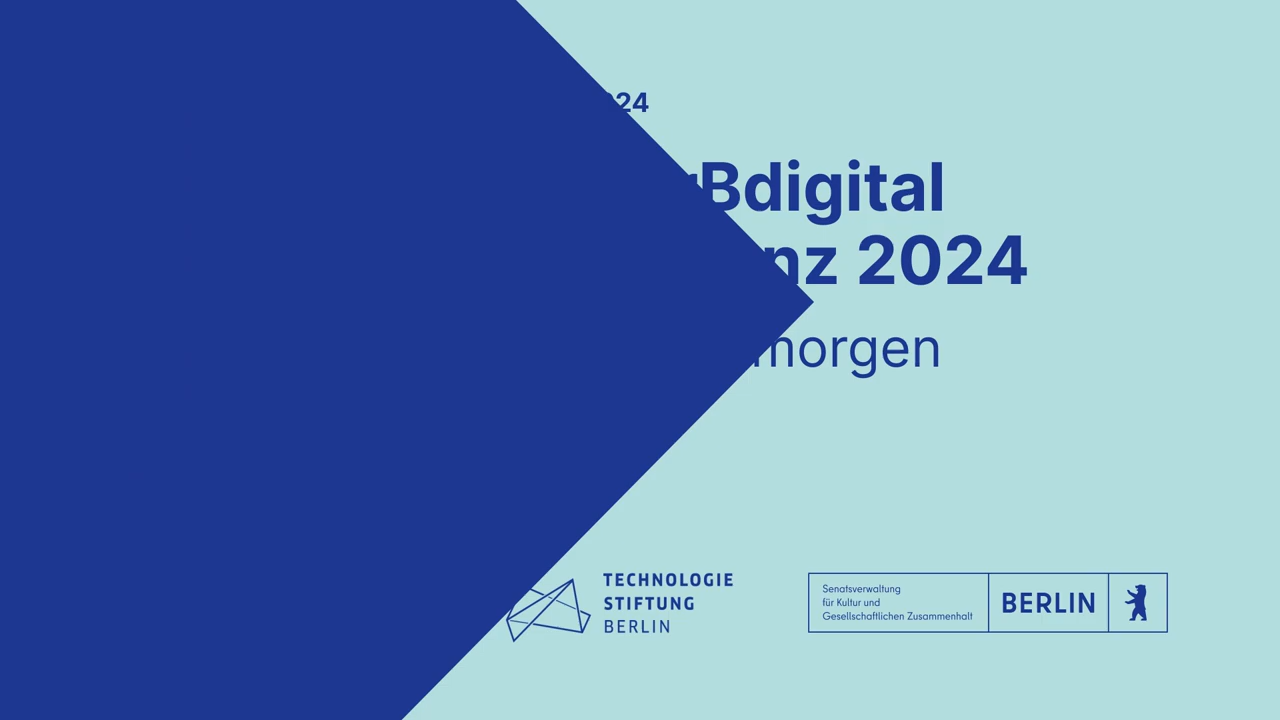 24
Bdigital
nz 2024
morgen
TECHNOLOGIE
STIFTUNG
BERLIN
Senatsverwaltung
für Kultur und
Gesellschaftlichen Zusammenhalt
BERLIN